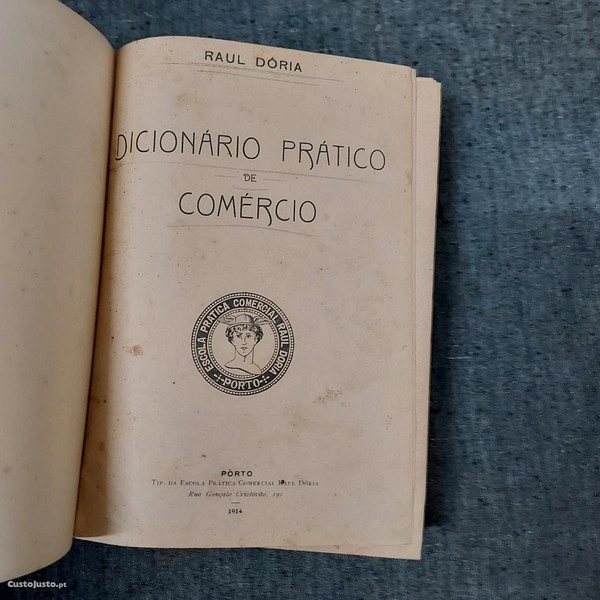 RAUL DÓRIA
DICIONÁRIO PRÁTICO
DE
COMÉRCIO
ESCOLA PRATICA COMERCIAL RAUL DORIA
PORTO
PÔRTO
TIP. DA ESCOLA PRÁTICA COMERCIAL RAUL DÓRIA
Rua Gonçalo Cristóvão, 191
1914
CustoJusto.pt